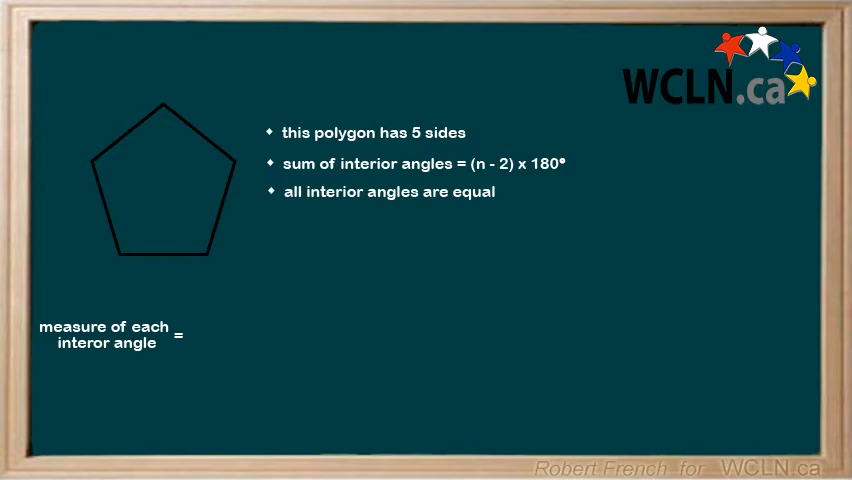 WCLN.ca
• this polygon has 5 sides
• sum of interior angles = (n - 2) x 180°
• all interior angles are equal
measure of each
interor angle =
Robert French for WCLN.ca